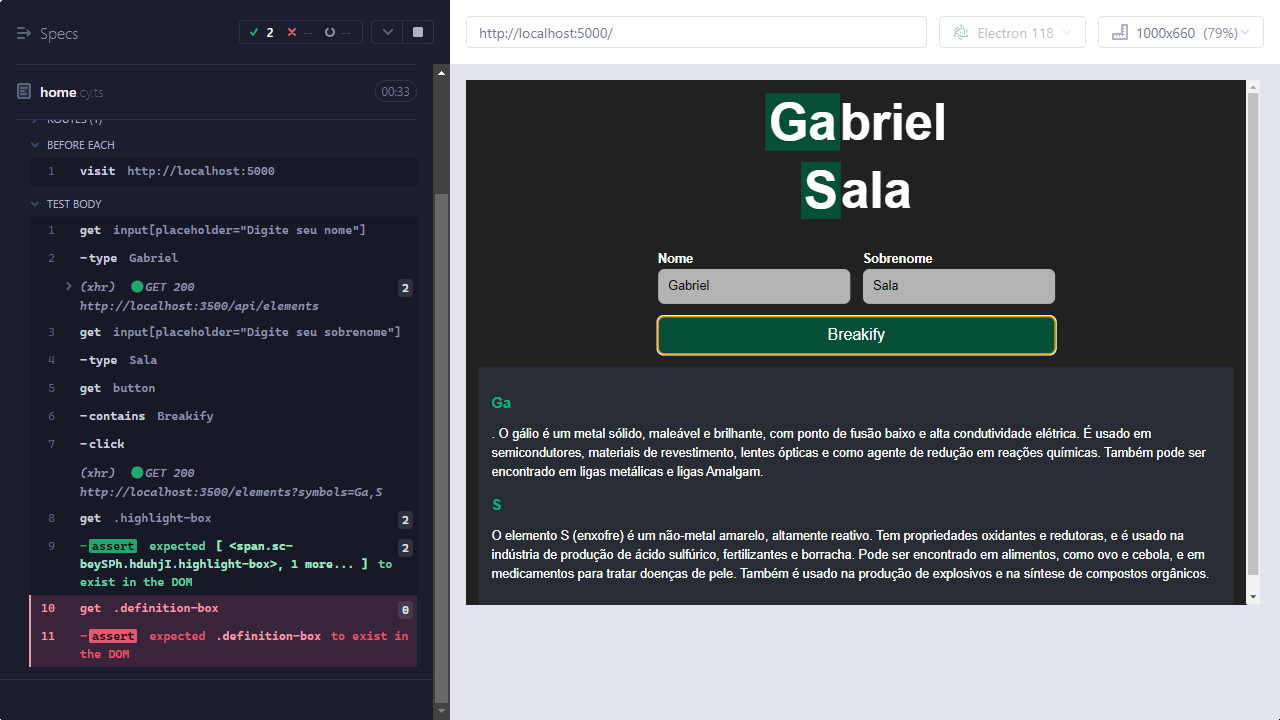 Specs
2 -- --
home.cy.ts
00:33
ROUTES (1)
BEFORE EACH
1 visit http://localhost:5000
TEST BODY
1 get input[placeholder="Digite seu nome"]
2 -type Gabriel
(xhr) GET 200
http://localhost:3500/api/elements
2
3 get input[placeholder="Digite seu sobrenome"]
4 -type Sala
5 get button
6 -contains Breakify
7 -click
(xhr) GET 200
http://localhost:3500/elements?symbols=Ga,S
8 get .highlight-box 2
9 -assert expected [ <span.sc- 2
beySPh.hduhjI.highlight-box>, 1 more... ] to
exist in the DOM
10 get .definition-box 0
11 -assert expected .definition-box to exist in
the DOM
http://localhost:5000/
Electron 118
1000x660 (79%)
Gabriel
Sala
Nome Sobrenome
Gabriel Sala
Breakify
Ga
. O gálio é um metal sólido, maleável e brilhante, com ponto de fusão baixo e alta condutividade elétrica. É usado em
semicondutores, materiais de revestimento, lentes ópticas e como agente de redução em reações químicas. Também pode ser
encontrado em ligas metálicas e ligas Amalgam.
S
O elemento S (enxofre) é um não-metal amarelo, altamente reativo. Tem propriedades oxidantes e redutoras, e é usado na
indústria de produção de ácido sulfúrico, fertilizantes e borracha. Pode ser encontrado em alimentos, como ovo e cebola, e em
medicamentos para tratar doenças de pele. Também é usado na produção de explosivos e na síntese de compostos orgânicos.